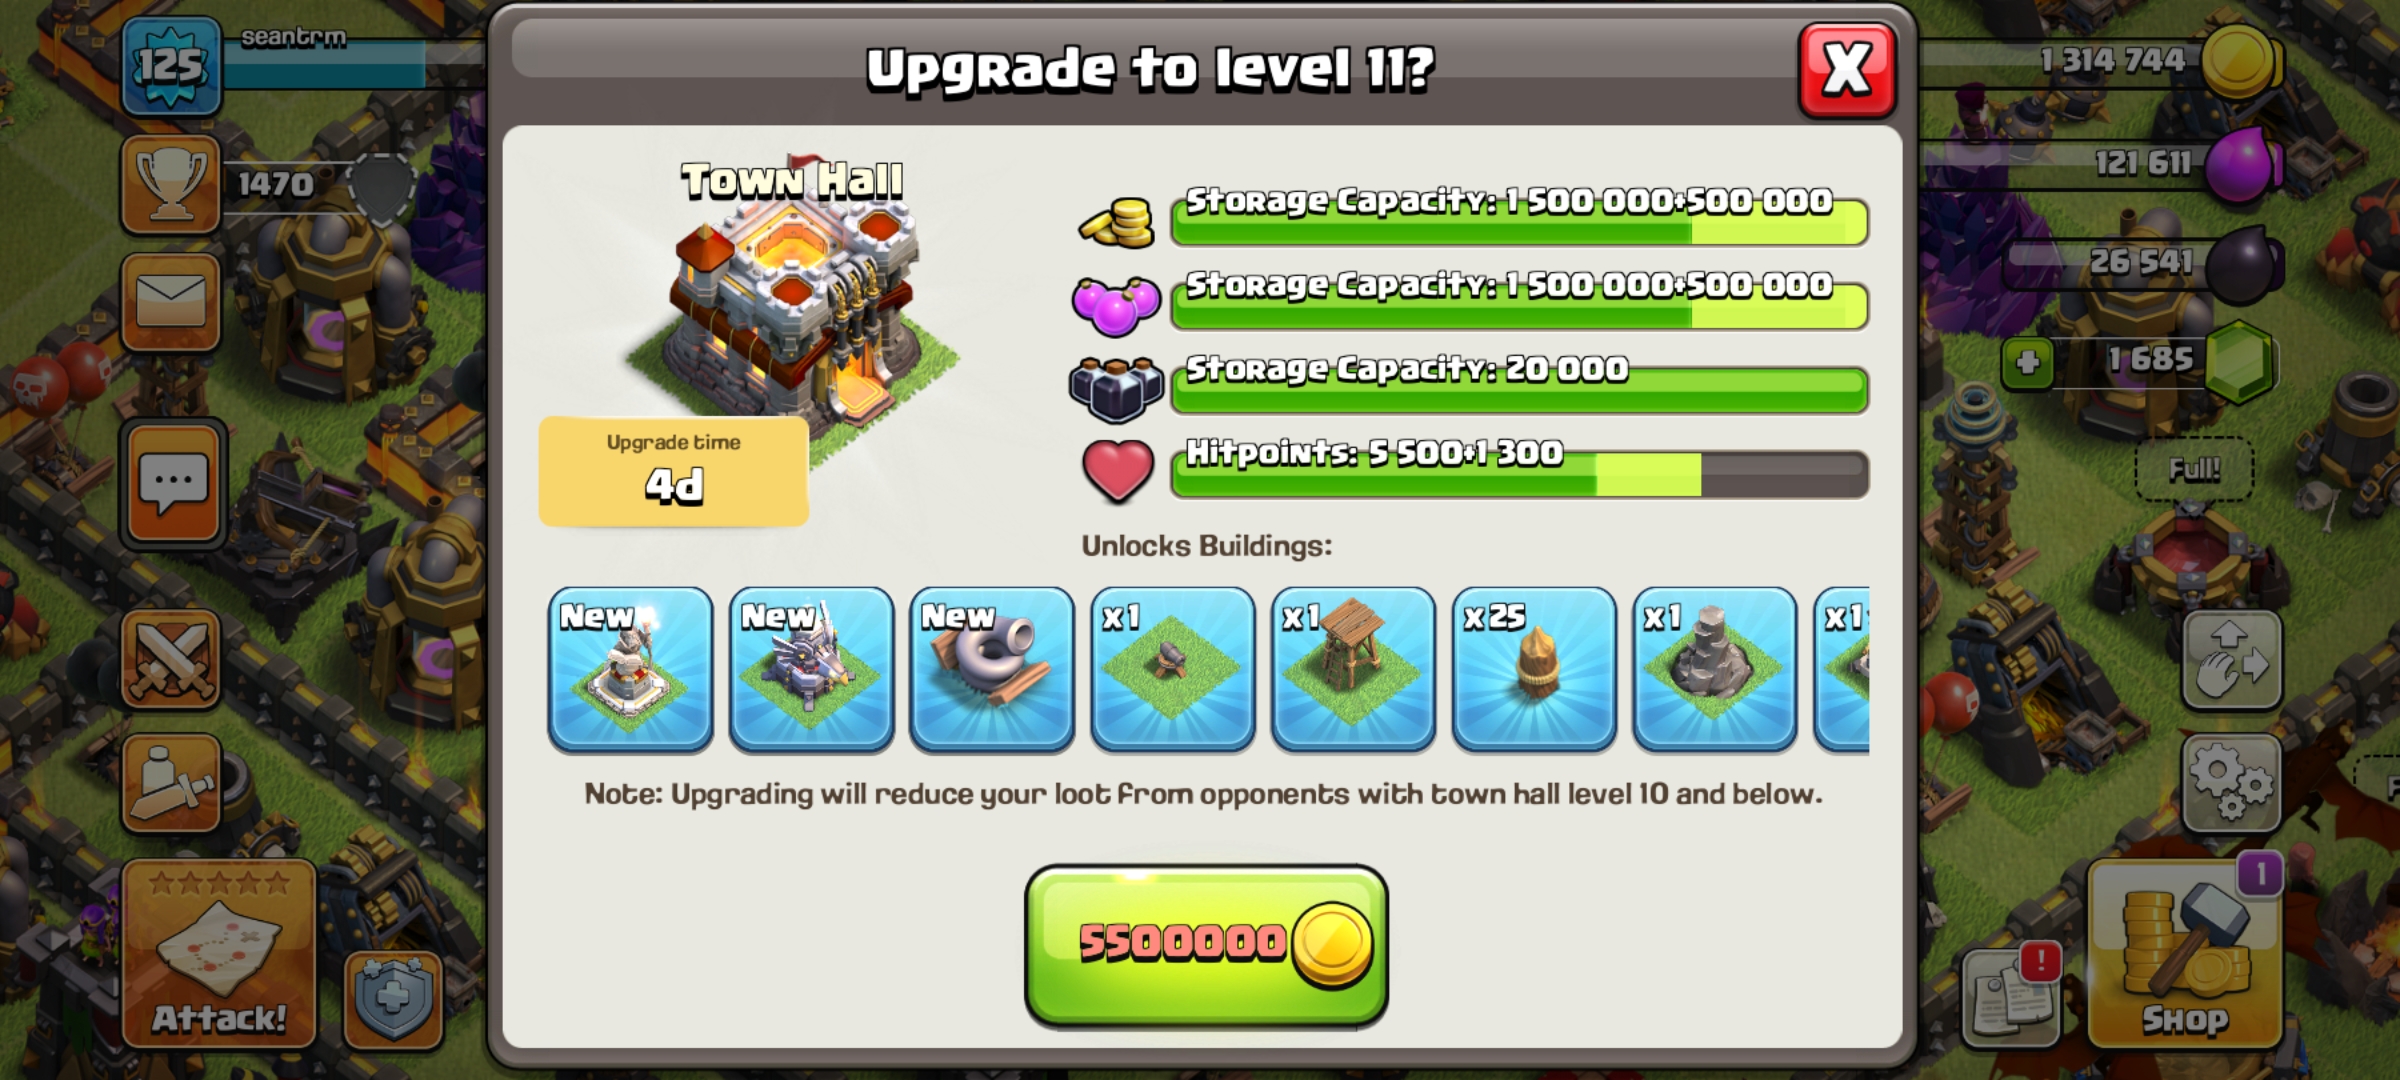 125
seantrm
1470
Upgrade to level 11?
1 314 744
121 611
26 541
1 685
Full!
Town Hall
Upgrade time
4d
Storage Capacity: 1 500 000+500 000
Storage Capacity: 1 500 000+500 000
Storage Capacity: 20 000
Hitpoints: 5 500+1 300
Unlocks Buildings:
New
New
New
x1
x1
x25
x1
x1
Note: Upgrading will reduce your loot from opponents with town hall level 10 and below.
5500000
Attack!
!
1
Shop